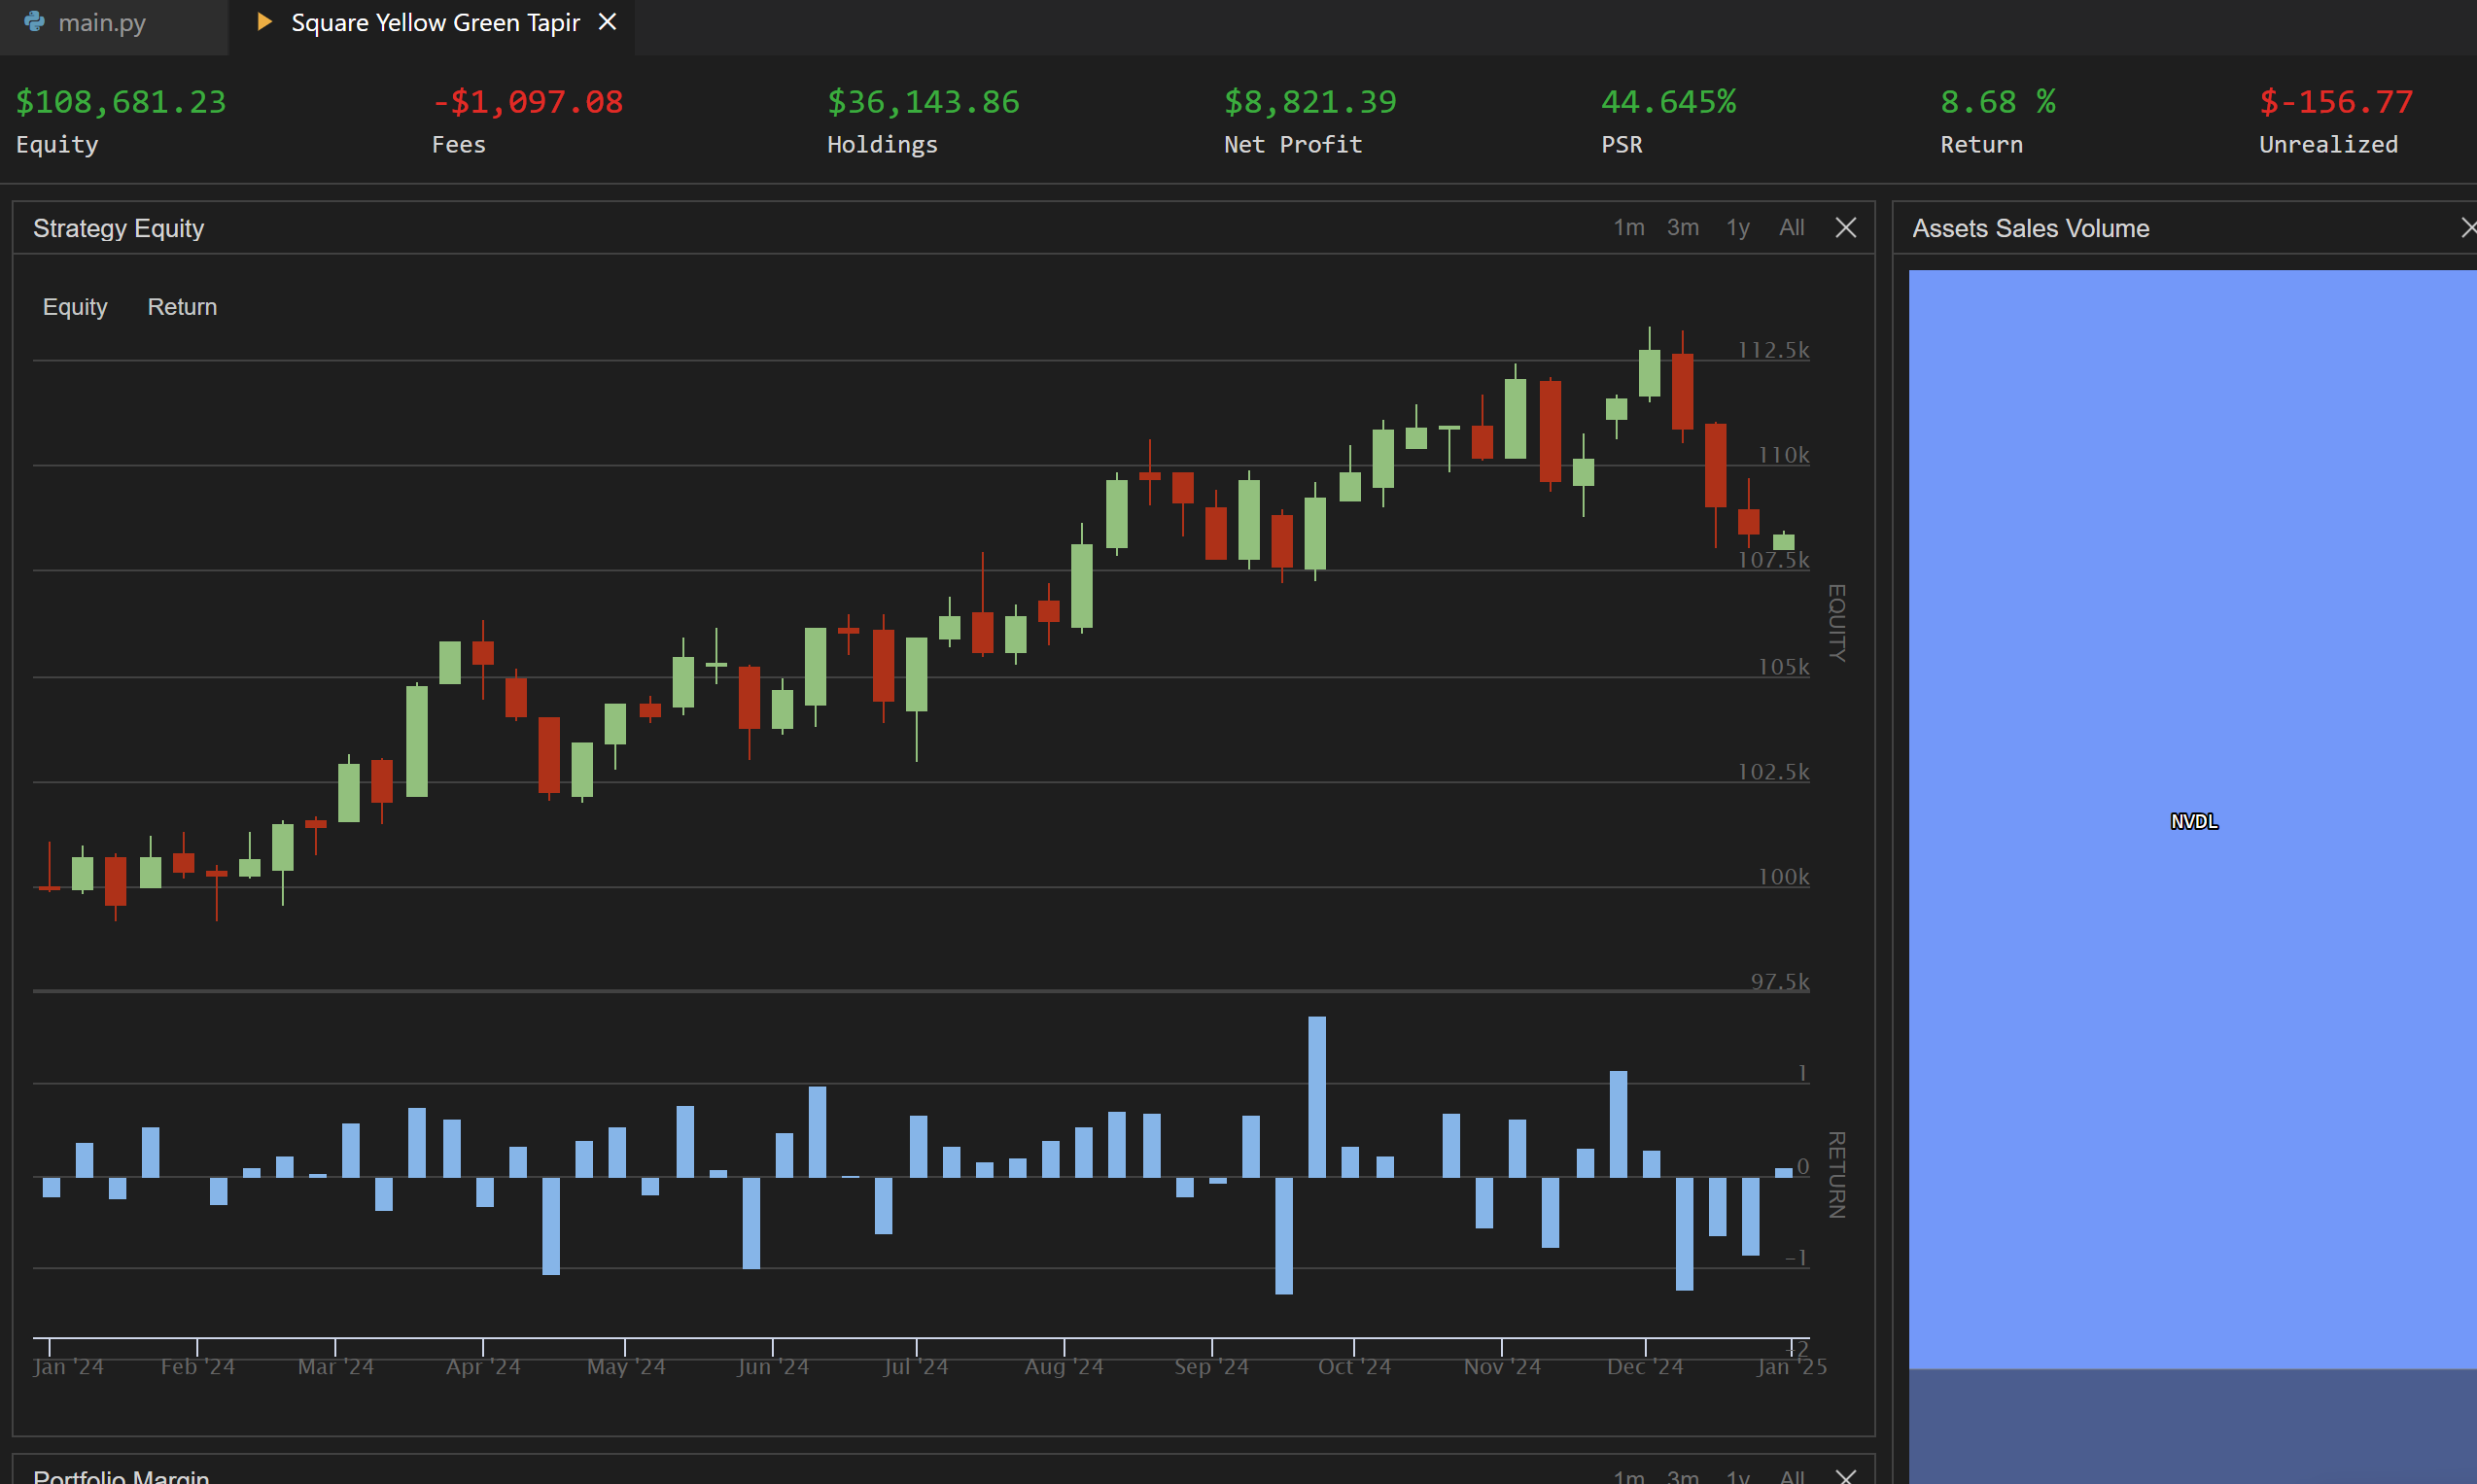 main.py Square Yellow Green Tapir
$108,681.23 -$1,097.08 $36,143.86 $8,821.39 44.645% 8.68 % $-156.77
Equity Fees Holdings Net Profit PSR Return Unrealized
Strategy Equity 1m 3m 1y All
Assets Sales Volume
Equity Return
112.5k
110k
107.5k
105k
102.5k
100k
97.5k
EQUITY
NVDL
1
0
-1
-2
RETURN
Jan '24 Feb '24 Mar '24 Apr '24 May '24 Jun '24 Jul '24 Aug '24 Sep '24 Oct '24 Nov '24 Dec '24 Jan '25
Portfolio Margin 1m 3m 1y All